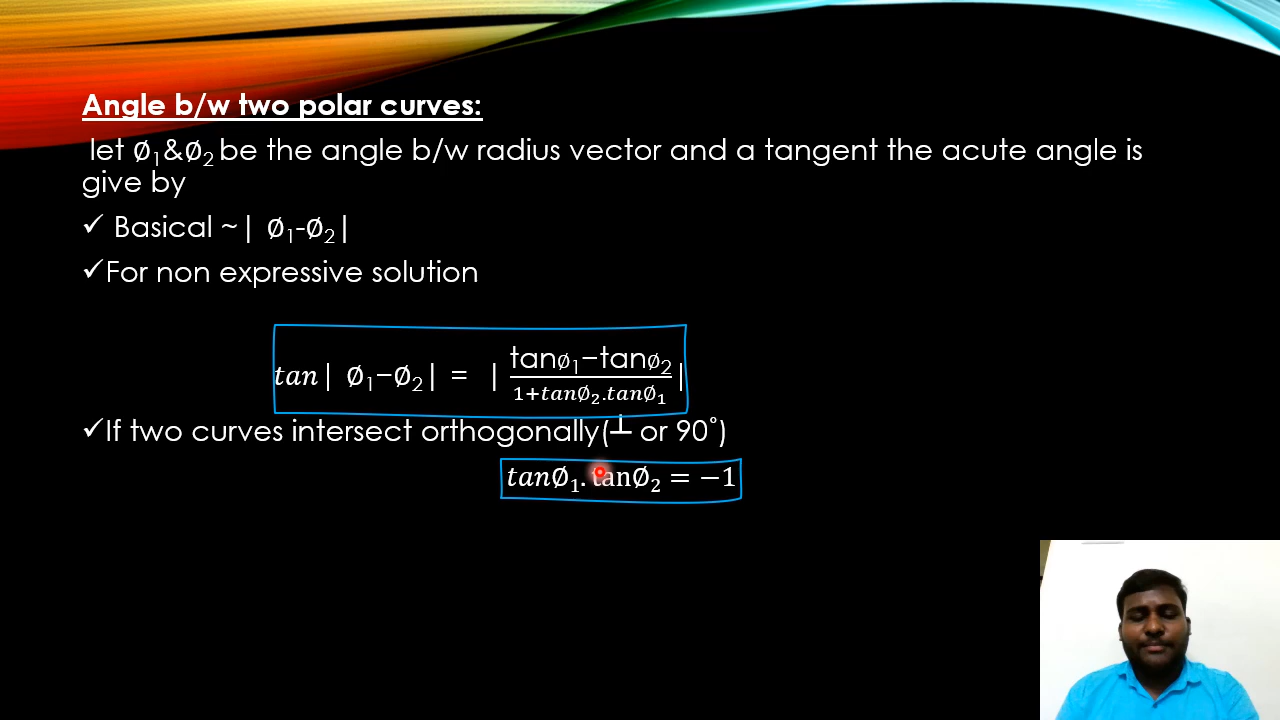 Angle b/w two polar curves:
let ∅₁&∅₂ be the angle b/w radius vector and a tangent the acute angle is
give by
✓ Basical ~| ∅₁-∅₂|
✓For non expressive solution
tan| ∅₁−∅₂| = | (tan∅₁−tan∅₂)/(1+tan∅₂.tan∅₁) |
✓If two curves intersect orthogonally(┴ or 90˚)
tan∅₁.tan∅₂ = −1